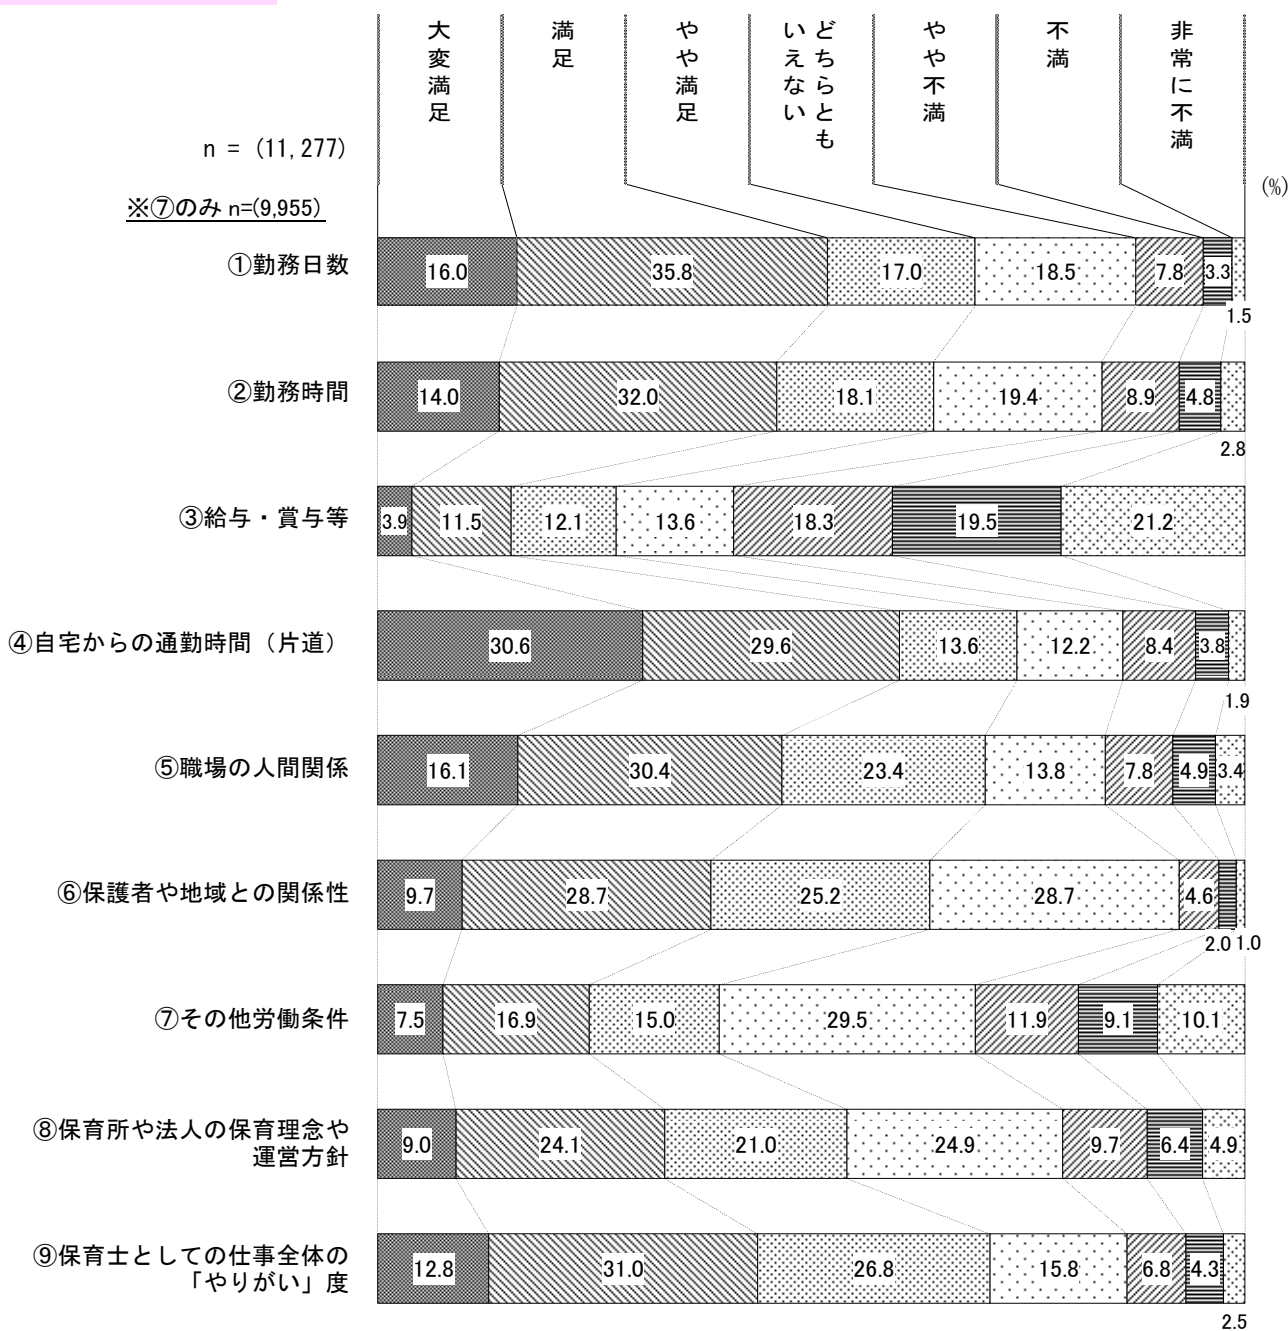 大変満足
満足
やや満足
どちらとも
いえない
やや不満
不満
非常に不満
n = (11,277)
(%)
※⑦のみ n=(9,955)
①勤務日数
16.0 35.8 17.0 18.5 7.8 3.3
1.5
②勤務時間
14.0 32.0 18.1 19.4 8.9 4.8
2.8
③給与・賞与等
3.9 11.5 12.1 13.6 18.3 19.5 21.2
④自宅からの通勤時間（片道）
30.6 29.6 13.6 12.2 8.4 3.8
1.9
⑤職場の人間関係
16.1 30.4 23.4 13.8 7.8 4.9 3.4
⑥保護者や地域との関係性
9.7 28.7 25.2 28.7 4.6
2.0 1.0
⑦その他労働条件
7.5 16.9 15.0 29.5 11.9 9.1 10.1
⑧保育所や法人の保育理念や
運営方針
9.0 24.1 21.0 24.9 9.7 6.4 4.9
⑨保育士としての仕事全体の
「やりがい」度
12.8 31.0 26.8 15.8 6.8 4.3
2.5